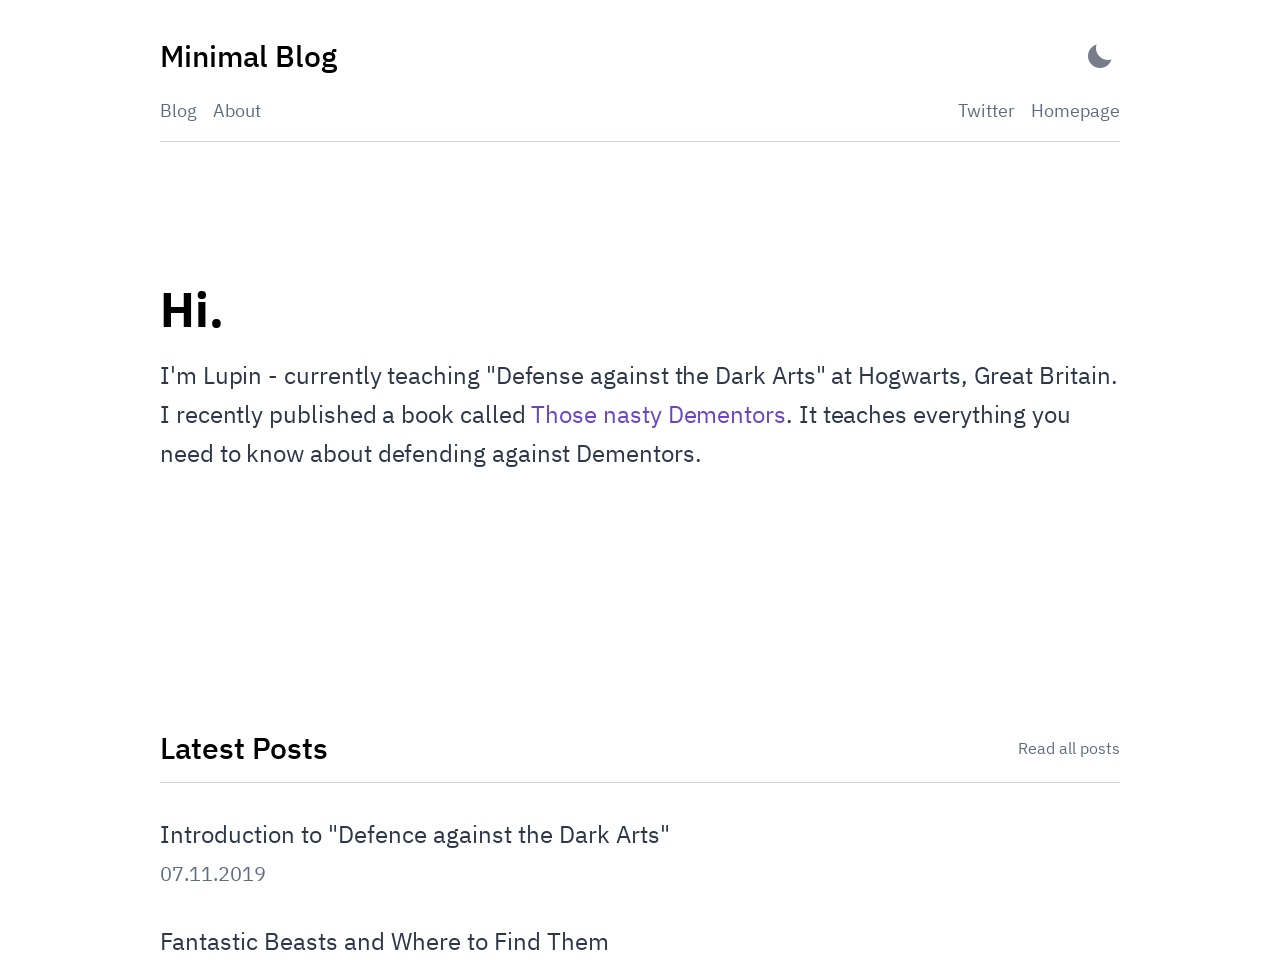 Minimal Blog
Blog About Twitter Homepage
Hi.
I'm Lupin - currently teaching "Defense against the Dark Arts" at Hogwarts, Great Britain.
I recently published a book called Those nasty Dementors. It teaches everything you
need to know about defending against Dementors.
Latest Posts Read all posts
Introduction to "Defence against the Dark Arts"
07.11.2019
Fantastic Beasts and Where to Find Them